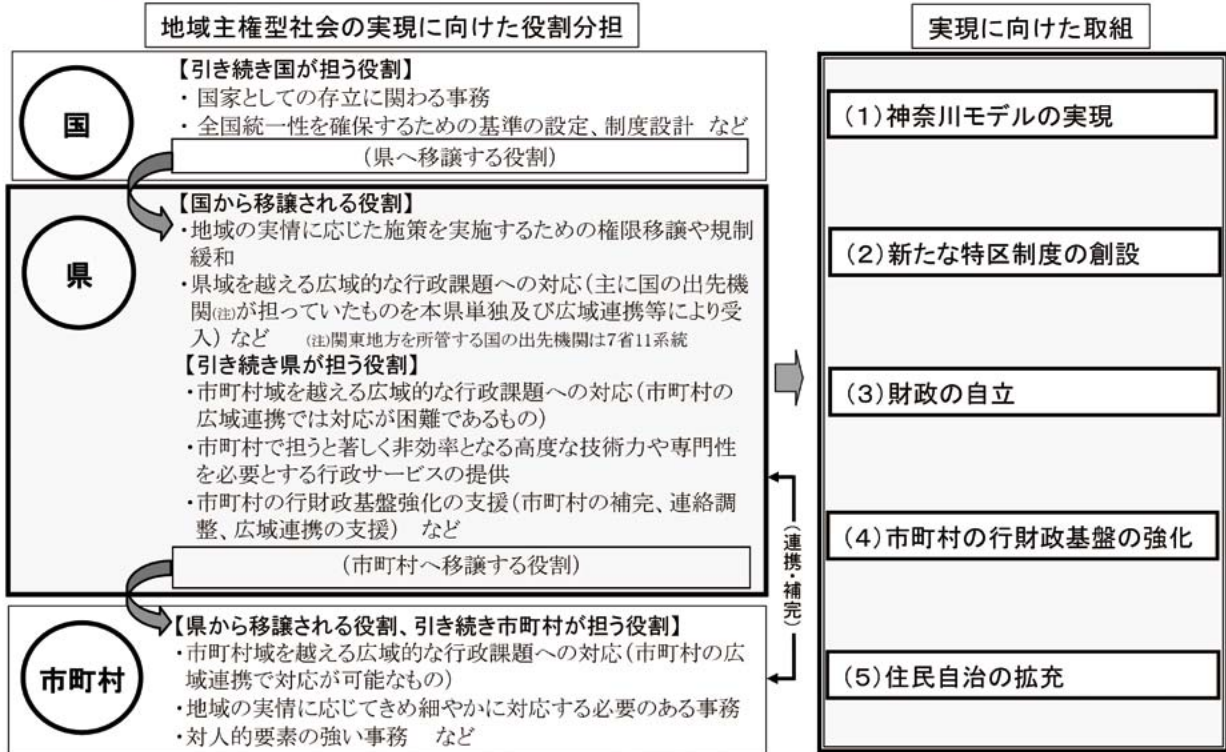 地域主権型社会の実現に向けた役割分担
国
【引き続き国が担う役割】
・ 国家としての存立に関わる事務
・ 全国統一性を確保するための基準の設定、制度設計 など
(県へ移譲する役割)
県
【国から移譲される役割】
・地域の実情に応じた施策を実施するための権限移譲や規制
緩和
・県域を越える広域的な行政課題への対応(主に国の出先機
関(注)が担っていたものを本県単独及び広域連携等により受
入) など (注)関東地方を所管する国の出先機関は7省11系統
【引き続き県が担う役割】
・市町村域を越える広域的な行政課題への対応(市町村の
広域連携では対応が困難であるもの)
・市町村で担うと著しく非効率となる高度な技術力や専門性
を必要とする行政サービスの提供
・市町村の行財政基盤強化の支援(市町村の補完、連絡調
整、広域連携の支援) など
(市町村へ移譲する役割)
(連携・補完)
市町村
【県から移譲される役割、引き続き市町村が担う役割】
・市町村域を越える広域的な行政課題への対応(市町村の広
域連携で対応が可能なもの)
・地域の実情に応じてきめ細やかに対応する必要のある事務
・対人的要素の強い事務 など
実現に向けた取組
(1)神奈川モデルの実現
(2)新たな特区制度の創設
(3)財政の自立
(4)市町村の行財政基盤の強化
(5)住民自治の拡充